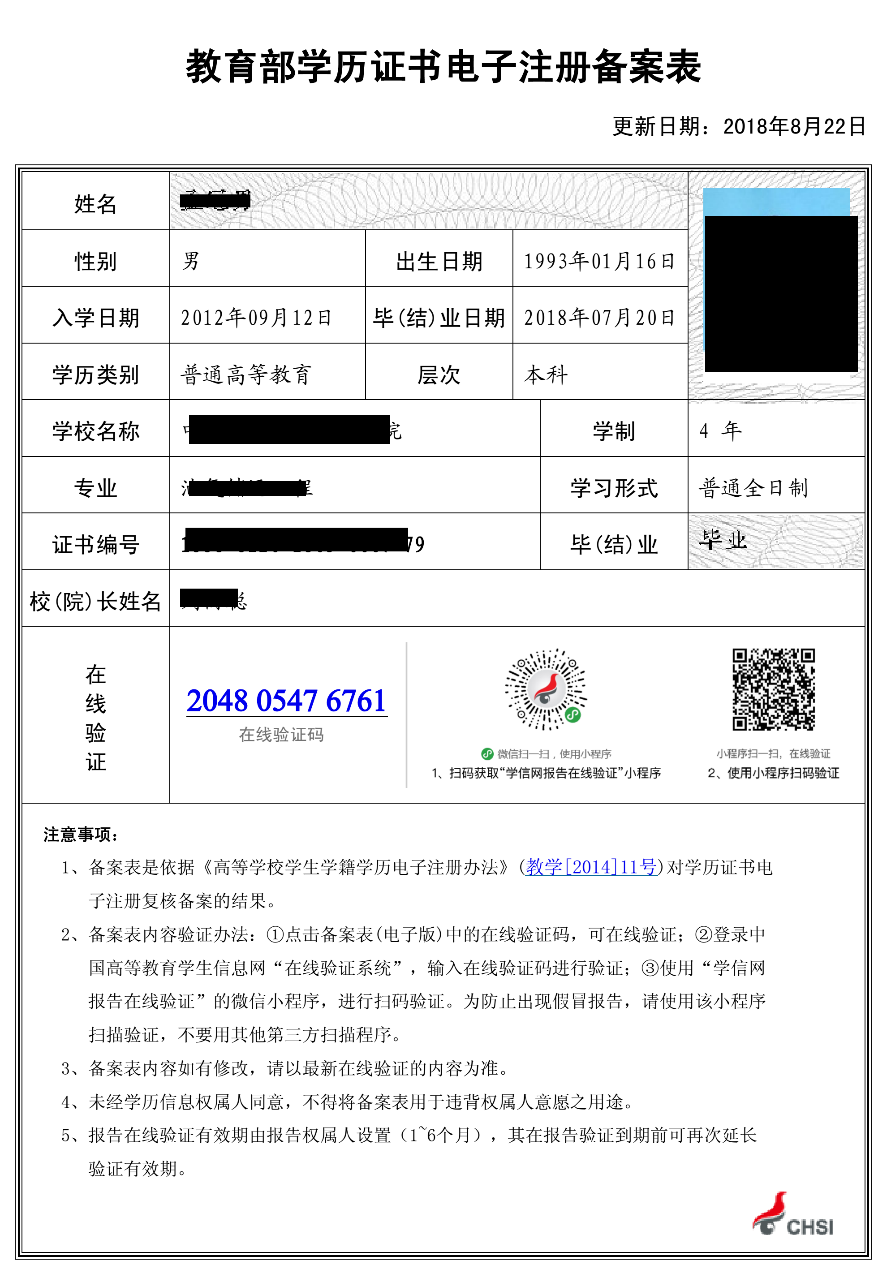 教育部学历证书电子注册备案表
更新日期：2018年8月22日
姓名
性别 男 出生日期 1993年01月16日
入学日期 2012年09月12日 毕(结)业日期 2018年07月20日
学历类别 普通高等教育 层次 本科
学校名称 院 学制 4 年
专业 程 学习形式 普通全日制
证书编号 79 毕(结)业 毕业
校(院)长姓名 聪
在
线
验
证
2048 0547 6761
在线验证码
微信扫一扫，使用小程序
1、扫码获取“学信网报告在线验证”小程序
小程序扫一扫，在线验证
2、使用小程序扫码验证
注意事项：
1、备案表是依据《高等学校学生学籍学历电子注册办法》(教学[2014]11号)对学历证书电
子注册复核备案的结果。
2、备案表内容验证办法：①点击备案表(电子版)中的在线验证码，可在线验证；②登录中
国高等教育学生信息网“在线验证系统”，输入在线验证码进行验证；③使用“学信网
报告在线验证”的微信小程序，进行扫码验证。为防止出现假冒报告，请使用该小程序
扫描验证，不要用其他第三方扫描程序。
3、备案表内容如有修改，请以最新在线验证的内容为准。
4、未经学历信息权属人同意，不得将备案表用于违背权属人意愿之用途。
5、报告在线验证有效期由报告权属人设置（1~6个月），其在报告验证到期前可再次延长
验证有效期。
CHSI